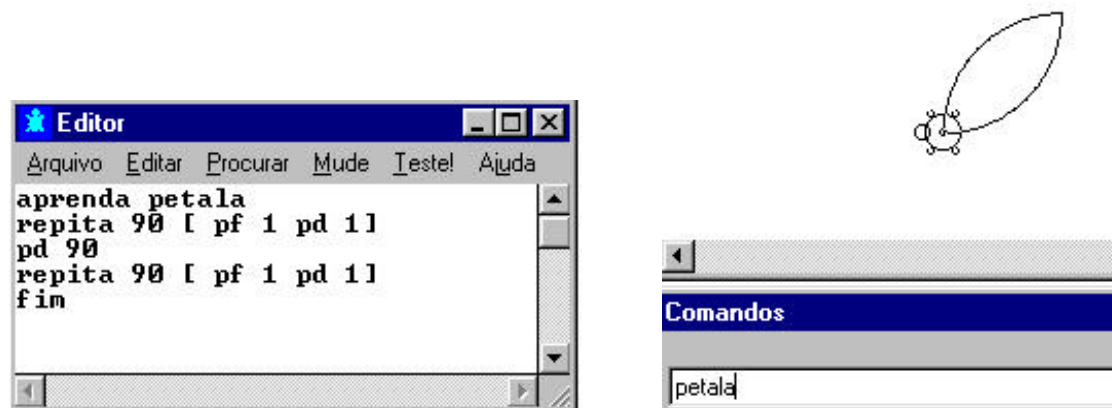 Editor
Arquivo Editar Procurar Mude Teste! Ajuda
aprenda petala
repita 90 [ pf 1 pd 1]
pd 90
repita 90 [ pf 1 pd 1]
fim
Comandos
petala